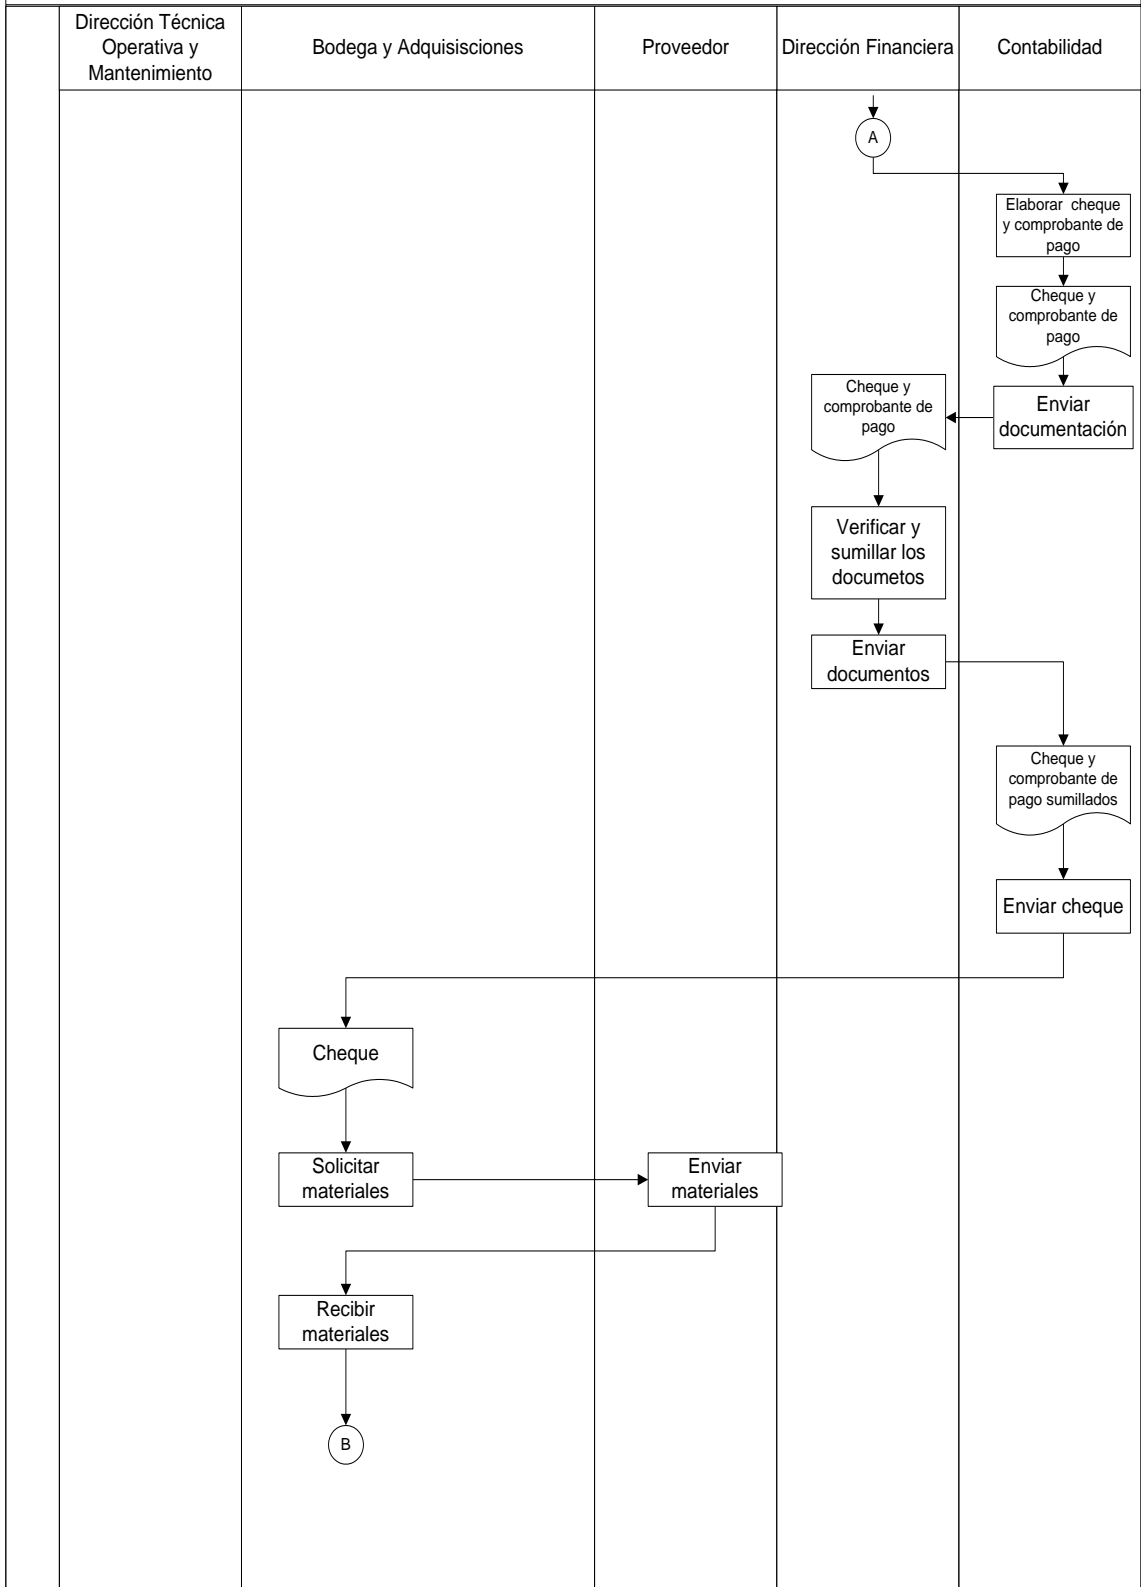 Dirección Técnica
Operativa y
Mantenimiento
Bodega y Adquisisciones
Proveedor
Dirección Financiera
Contabilidad
A
Elaborar cheque
y comprobante de
pago
Cheque y
comprobante de
pago
Enviar
documentación
Cheque y
comprobante de
pago
Verificar y
sumillar los
documetos
Enviar
documentos
Cheque y
comprobante de
pago sumillados
Enviar cheque
Cheque
Solicitar
materiales
Enviar
materiales
Recibir
materiales
B